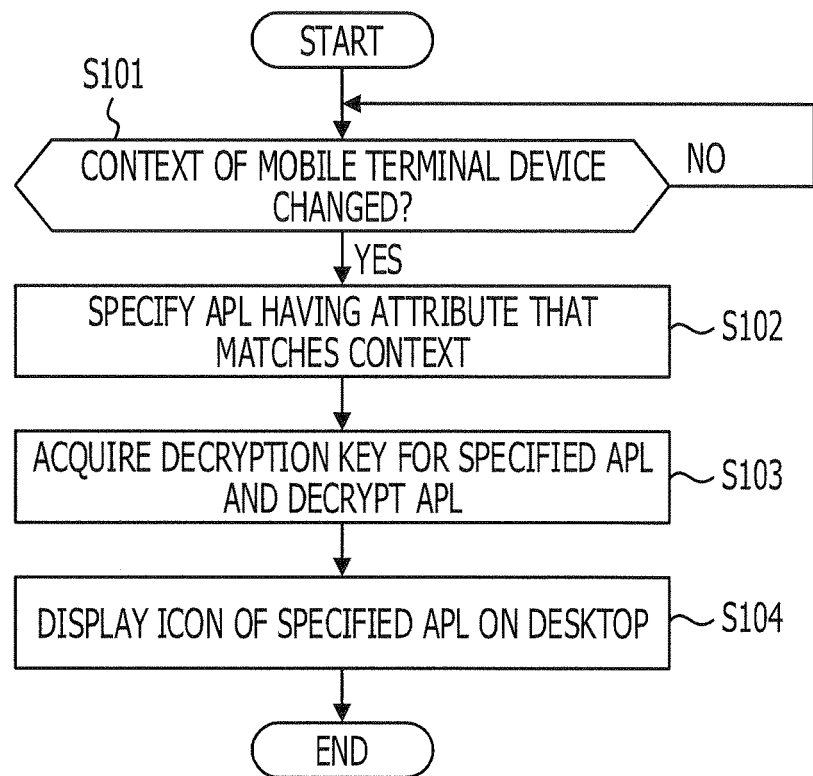 START
S101
CONTEXT OF MOBILE TERMINAL DEVICE
CHANGED?
NO
YES
SPECIFY APL HAVING ATTRIBUTE THAT
MATCHES CONTEXT
S102
ACQUIRE DECRYPTION KEY FOR SPECIFIED APL
AND DECRYPT APL
S103
DISPLAY ICON OF SPECIFIED APL ON DESKTOP
S104
END